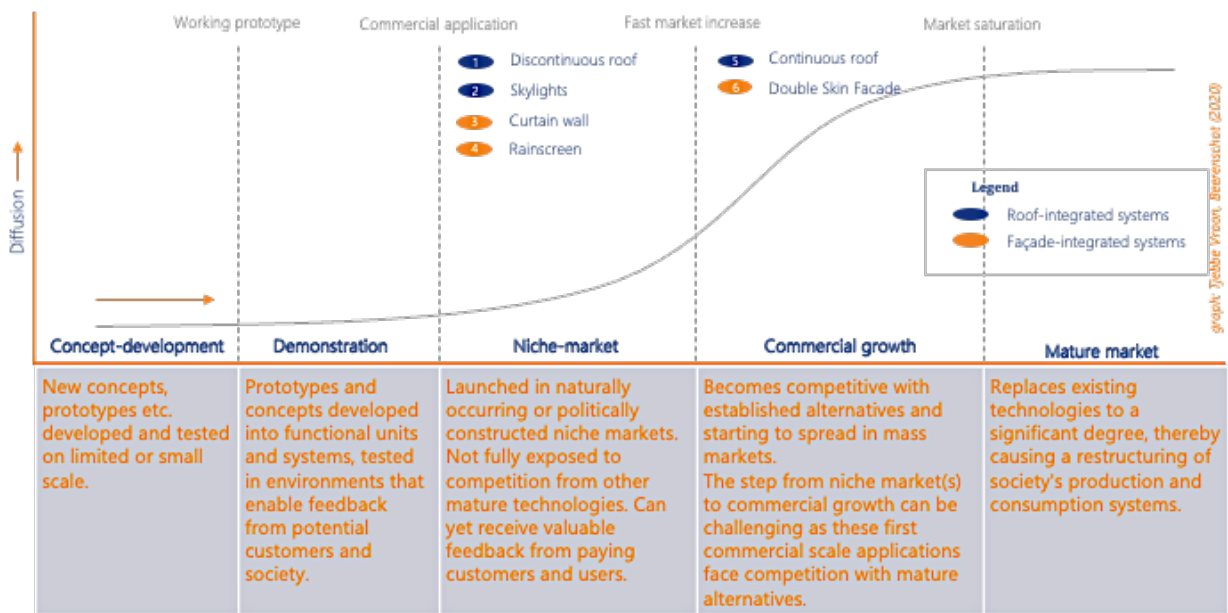 Working prototype
Commercial application
Fast market increase
Market saturation
1 Discontinuous roof
2 Skylights
3 Curtain wall
4 Rainscreen
5 Continuous roof
6 Double Skin Facade
Diffusion
Legend
Roof-integrated systems
Façade-integrated systems
graph: Tjebbe Vroon, Beerenschot (2020)
Concept-development
Demonstration
Niche-market
Commercial growth
Mature market
New concepts,
prototypes etc.
developed and tested
on limited or small
scale.
Prototypes and
concepts developed
into functional units
and systems, tested
in environments that
enable feedback
from potential
customers and
society.
Launched in naturally
occurring or politically
constructed niche markets.
Not fully exposed to
competition from other
mature technologies. Can
yet receive valuable
feedback from paying
customers and users.
Becomes competitive with
established alternatives and
starting to spread in mass
markets.
The step from niche market(s)
to commercial growth can be
challenging as these first
commercial scale applications
face competition with mature
alternatives.
Replaces existing
technologies to a
significant degree, thereby
causing a restructuring of
society's production and
consumption systems.